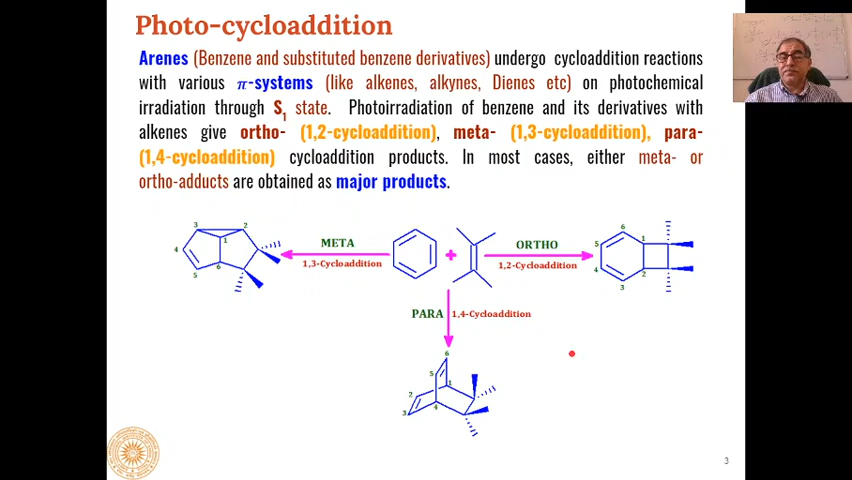 Photo-cycloaddition
Arenes (Benzene and substituted benzene derivatives) undergo cycloaddition reactions
with various π-systems (like alkenes, alkynes, Dienes etc) on photochemical
irradiation through S1 state. Photoirradiation of benzene and its derivatives with
alkenes give ortho- (1,2-cycloaddition), meta- (1,3-cycloaddition), para-
(1,4-cycloaddition) cycloaddition products. In most cases, either meta- or
ortho-adducts are obtained as major products.
3 2 1 4 5 6
META
1,3-Cycloaddition
+
ORTHO
1,2-Cycloaddition
6 5 1 4 2 3
PARA 1,4-Cycloaddition
6 5 1 2 3 4
3